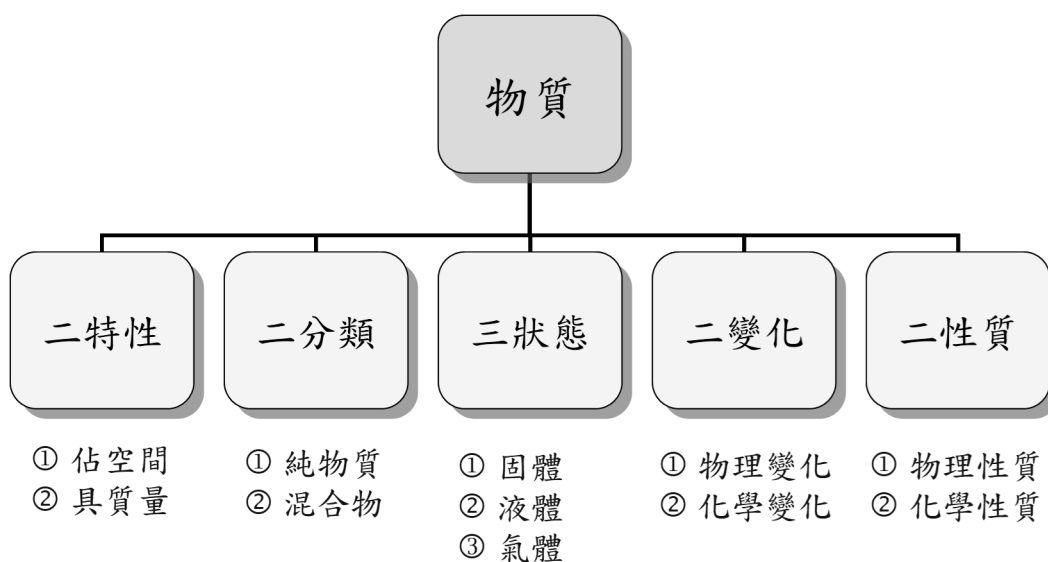 物質
二特性
二分類
三狀態
二變化
二性質
① 佔空間
② 具質量
① 純物質
② 混合物
① 固體
② 液體
③ 氣體
① 物理變化
② 化學變化
① 物理性質
② 化學性質